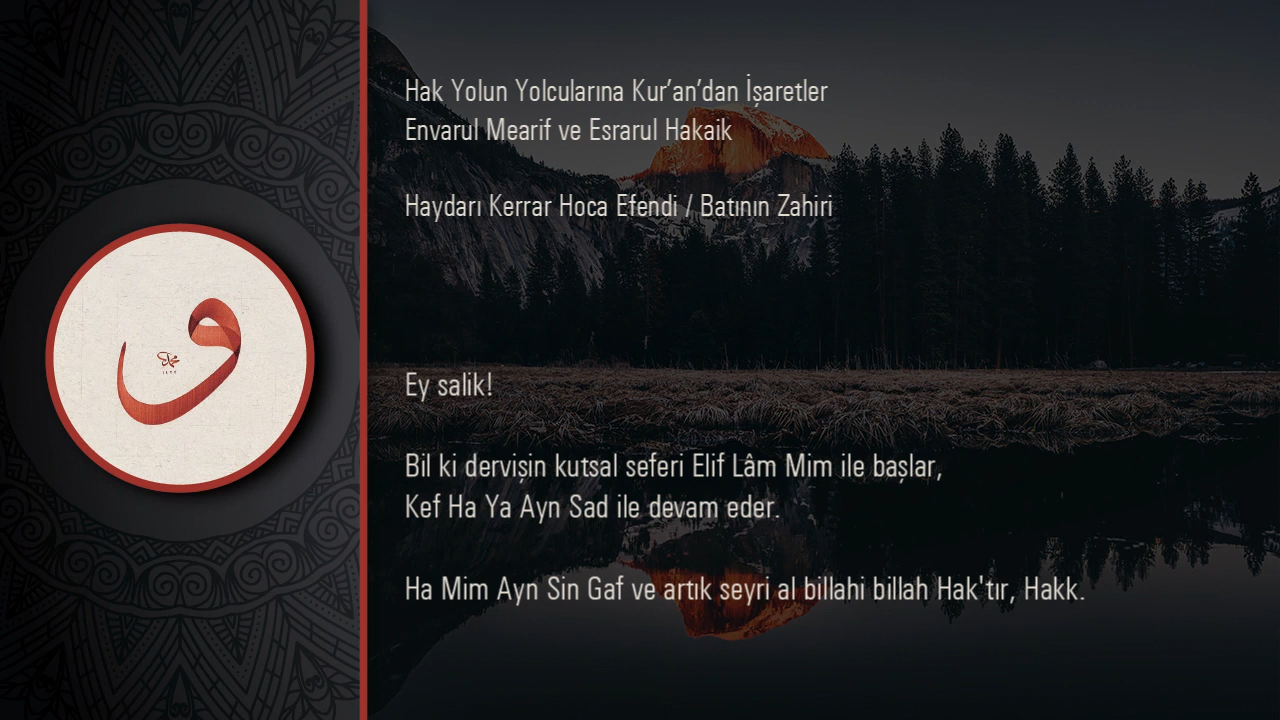 و
Hak Yolun Yolcularına Kur’an’dan İşaretler
Envarul Mearif ve Esrarul Hakaik
Haydarı Kerrar Hoca Efendi / Batının Zahiri
Ey salik!
Bil ki dervişin kutsal seferi Elif Lâm Mim ile başlar,
Kef Ha Ya Ayn Sad ile devam eder.
Ha Mim Ayn Sin Gaf ve artık seyri al billahi billah Hak'tır, Hakk.